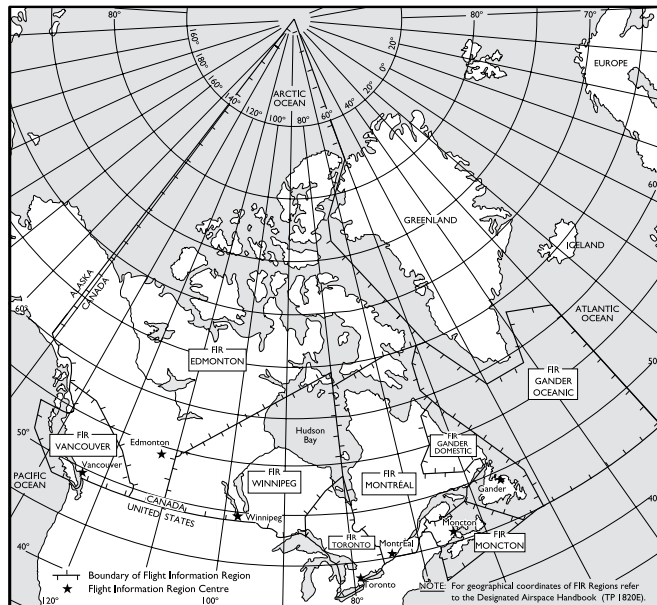 80°
80°
78°
70°
60°
50°
40°
120°
100°
80°
60°
160°
180°
160°
140°
120°
100°
80°
60°
40°
20°
0°
20°
ARCTIC
OCEAN
EUROPE
GREENLAND
ICELAND
ALASKA
CANADA
ATLANTIC
OCEAN
FIR
EDMONTON
FIR
GANDER
OCEANIC
Hudson
Bay
FIR
VANCOUVER
Edmonton
Vancouver
FIR
GANDER
DOMESTIC
PACIFIC
OCEAN
FIR
WINNIPEG
FIR
MONTRÉAL
Gander
CANADA
UNITED STATES
Winnipeg
Moncton
FIR
TORONTO
Montréal
FIR
MONCTON
Toronto
Boundary of Flight Information Region
★ Flight Information Region Centre
NOTE: For geographical coordinates of FIR Regions refer
to the Designated Airspace Handbook (TP 1820E).